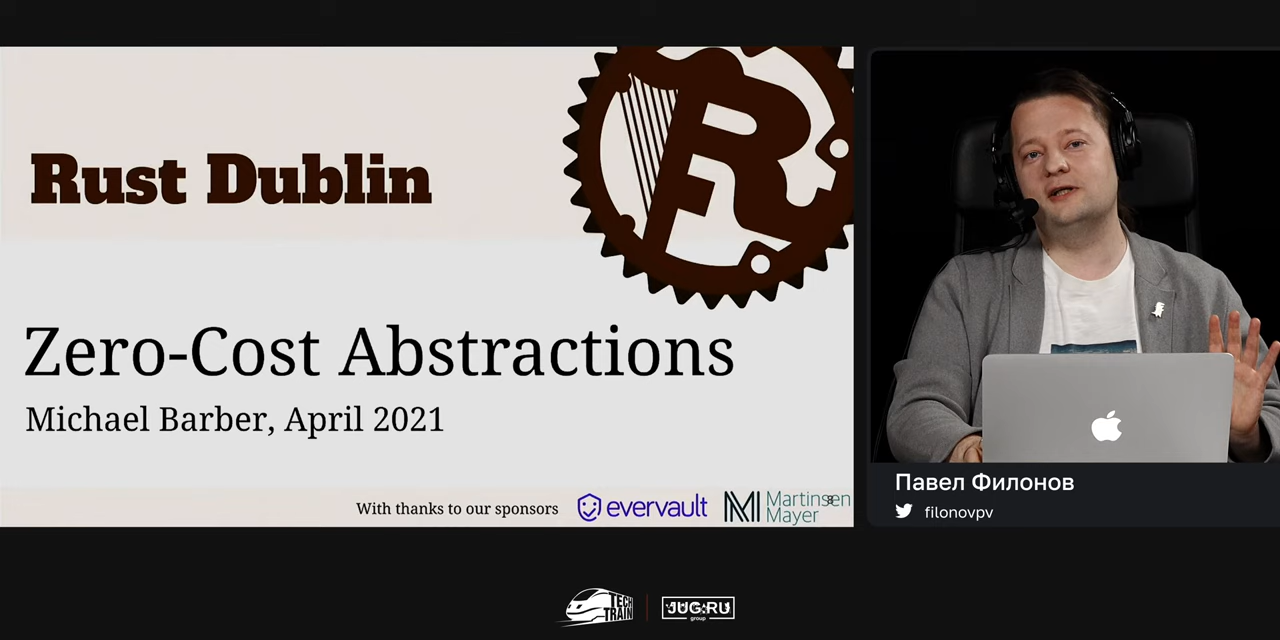 Rust Dublin
Zero-Cost Abstractions
Michael Barber, April 2021
With thanks to our sponsors
evervault
Martinsen
Mayer
8
Павел Филонов
filonovpv
TECH
TRAIN
JUG.RU
group